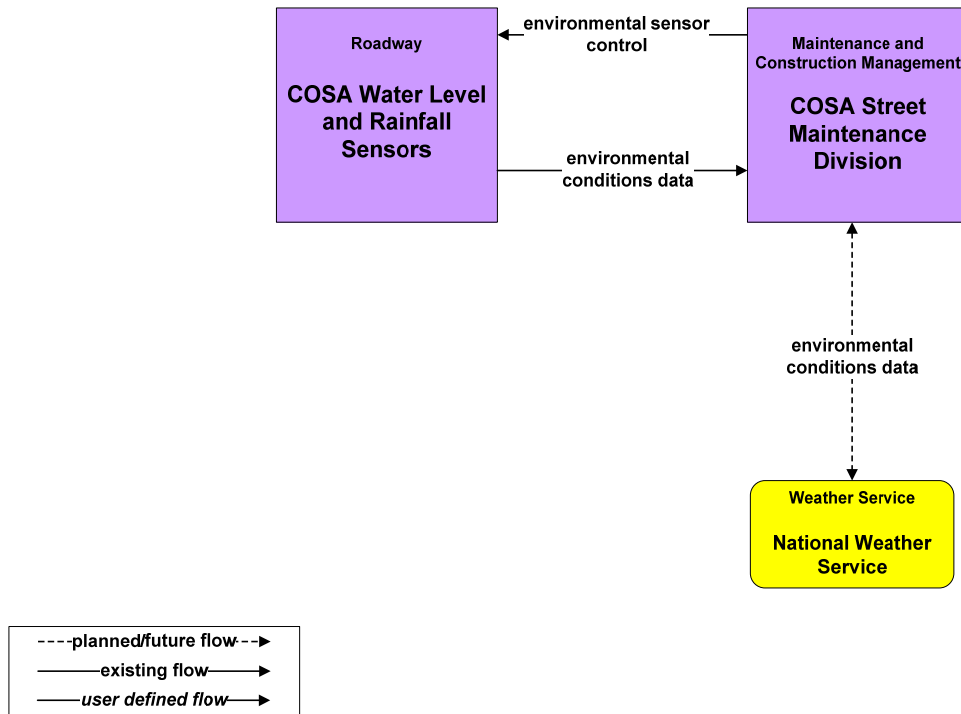 Roadway
COSA Water Level
and Rainfall
Sensors
environmental sensor
control
environmental
conditions data
Maintenance and
Construction Management
COSA Street
Maintenance
Division
environmental
conditions data
Weather Service
National Weather
Service
planned/future flow
existing flow
user defined flow